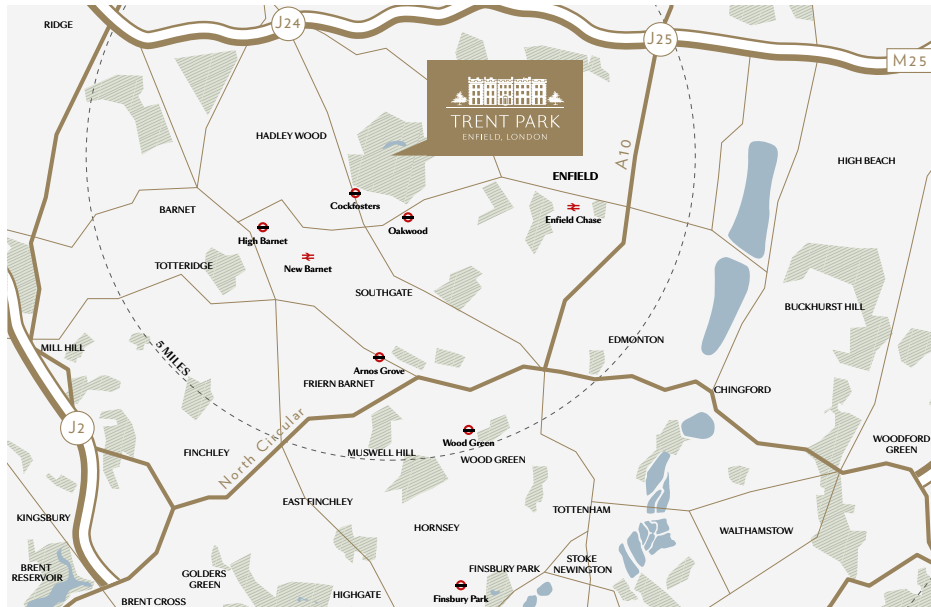 RIDGE
J24
J25
M25
TRENT PARK
ENFIELD, LONDON
HADLEY WOOD
A10
HIGH BEACH
ENFIELD
Cockfosters
BARNET
Oakwood
Enfield Chase
High Barnet
New Barnet
TOTTERIDGE
SOUTHGATE
BUCKHURST HILL
EDMONTON
MILL HILL
5 MILES
Arnos Grove
FRIERN BARNET
CHINGFORD
J2
North Circular
Wood Green
WOODFORD
GREEN
FINCHLEY
MUSWELL HILL
WOOD GREEN
EAST FINCHLEY
TOTTENHAM
KINGSBURY
HORNSEY
WALTHAMSTOW
BRENT
RESERVOIR
GOLDERS
GREEN
FINSBURY PARK
STOKE
NEWINGTON
HIGHGATE
BRENT CROSS
Finsbury Park